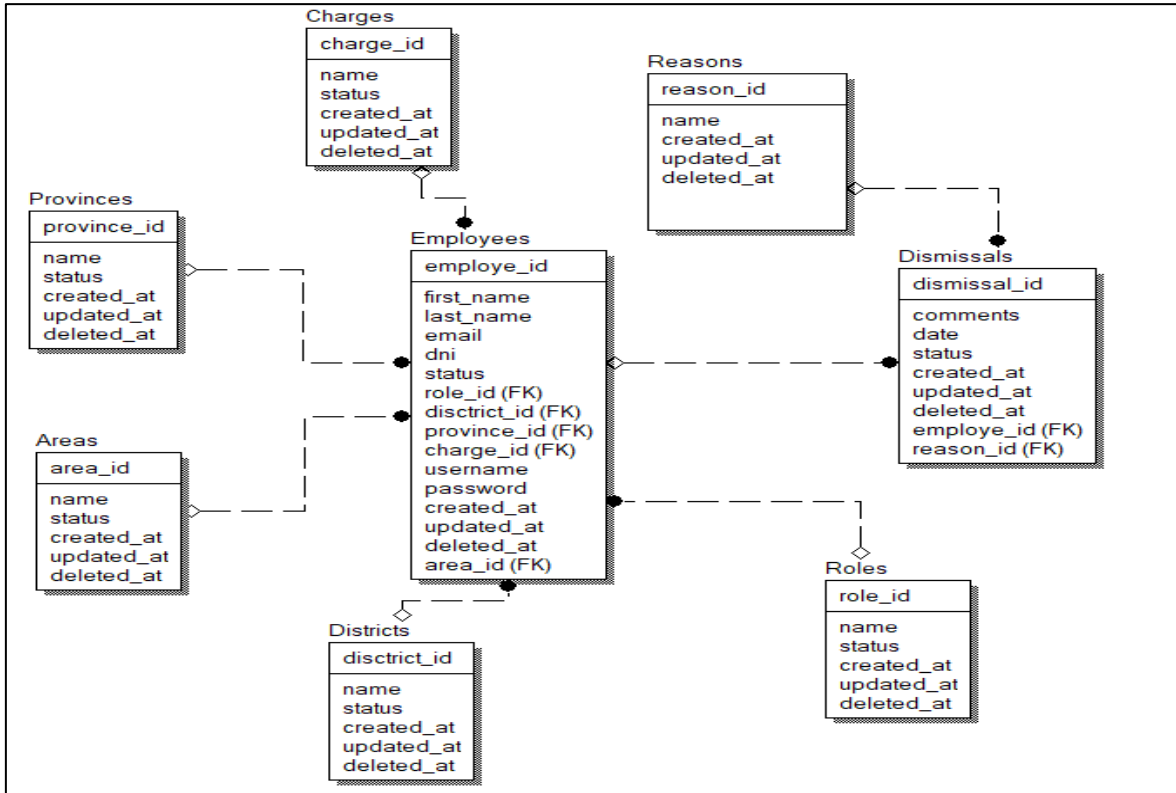 Charges
charge_id
name
status
created_at
updated_at
deleted_at
Reasons
reason_id
name
created_at
updated_at
deleted_at
Provinces
province_id
name
status
created_at
updated_at
deleted_at
Employees
employe_id
first_name
last_name
email
dni
status
role_id (FK)
disctrict_id (FK)
province_id (FK)
charge_id (FK)
username
password
created_at
updated_at
deleted_at
area_id (FK)
Dismissals
dismissal_id
comments
date
status
created_at
updated_at
deleted_at
employe_id (FK)
reason_id (FK)
Areas
area_id
name
status
created_at
updated_at
deleted_at
Districts
disctrict_id
name
status
created_at
updated_at
deleted_at
Roles
role_id
name
status
created_at
updated_at
deleted_at